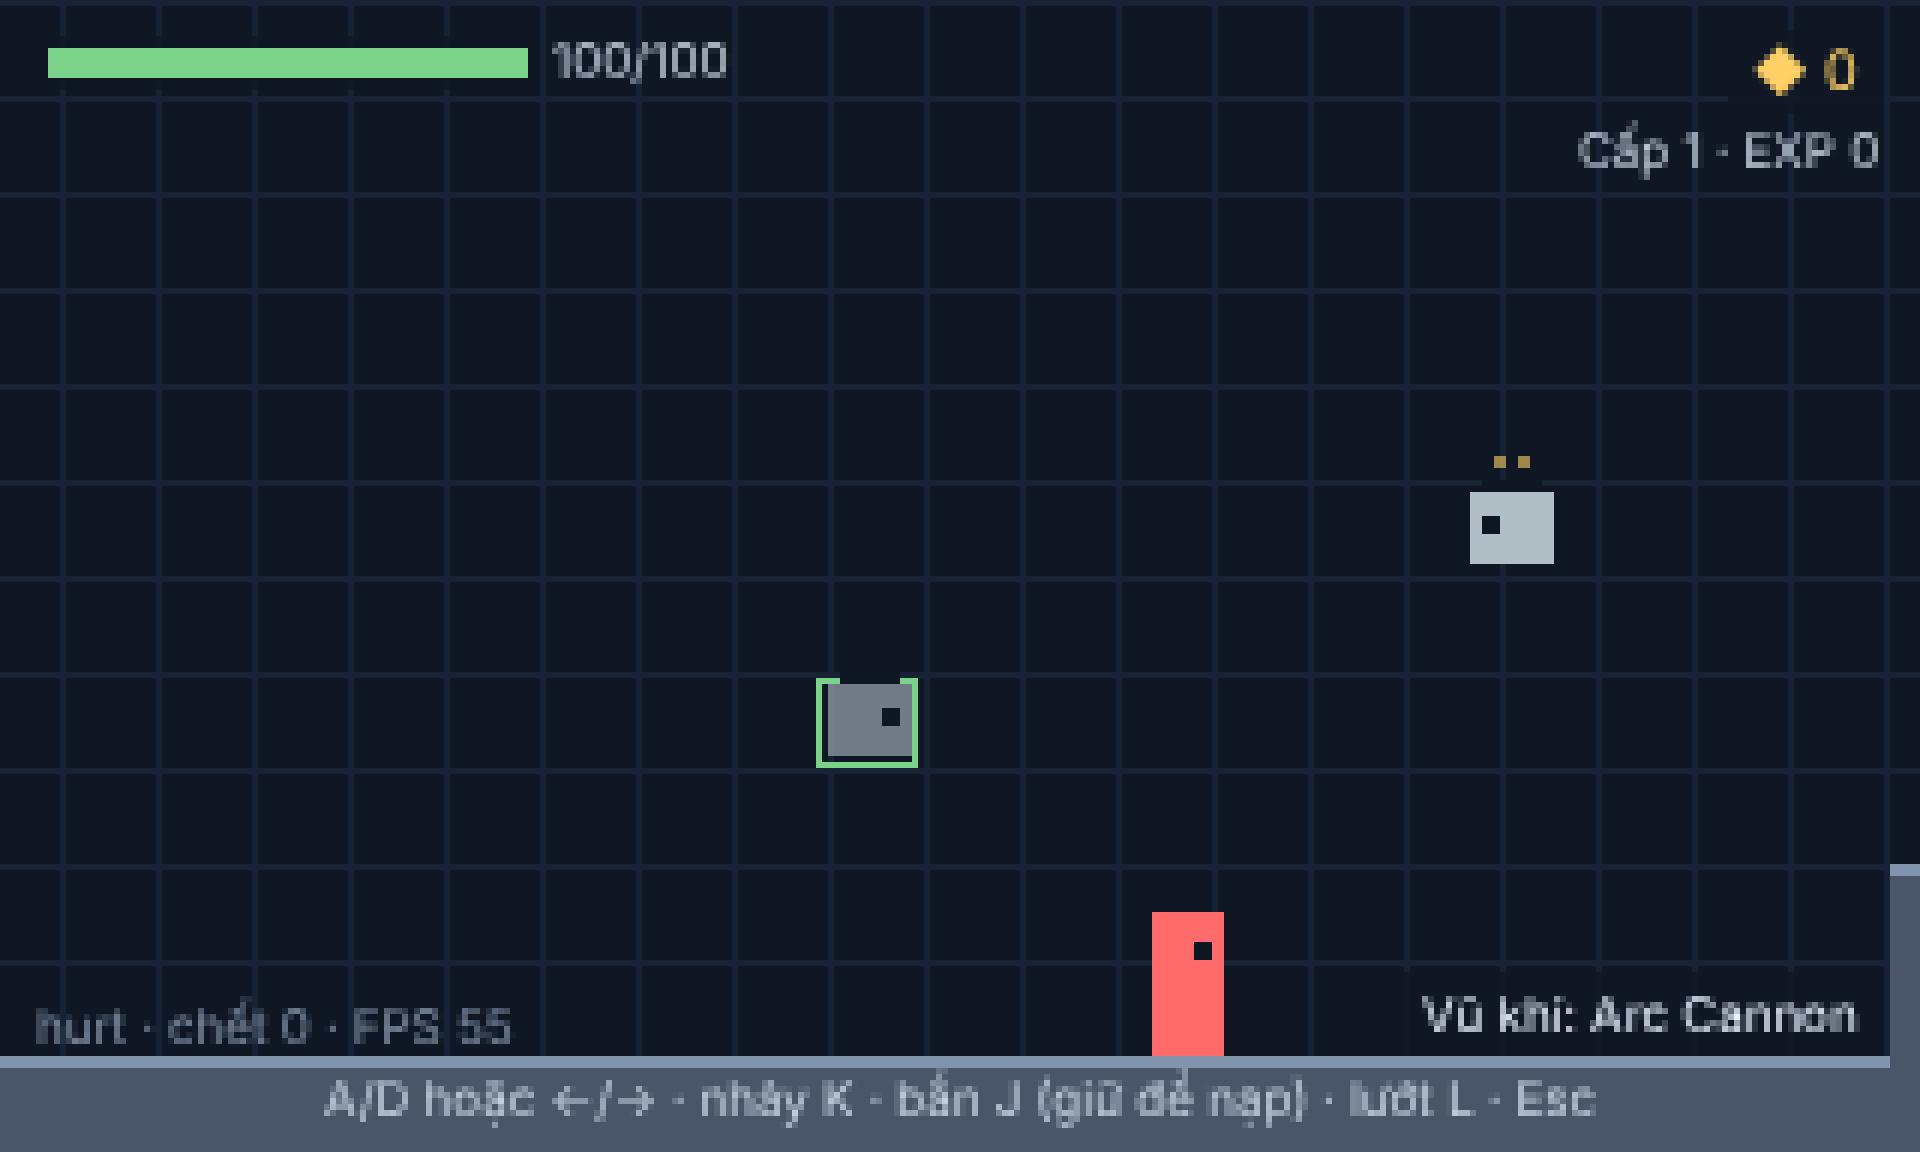 100/100
0
Cấp 1 · EXP 0
hurt · chết 0 · FPS 55
Vũ khí: Arc Cannon
A/D hoặc ←/→ · nhảy K · bắn J (giữ để nạp) · lướt L · Esc